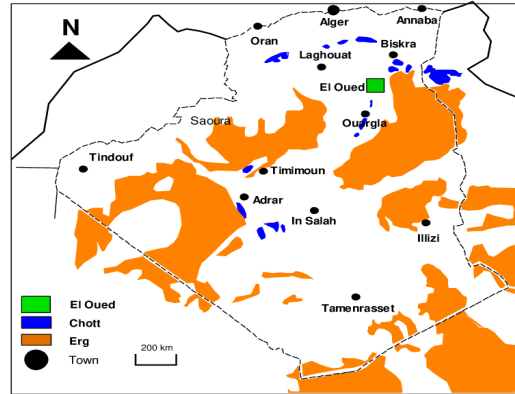 Alger
Annaba
N
Oran
Biskra
Laghouat
El Oued
Saoura
Ouargla
Tindouf
Timimoun
Adrar
In Salah
Illizi
Tamenrasset
El Oued
Chott
Erg
Town
200 km